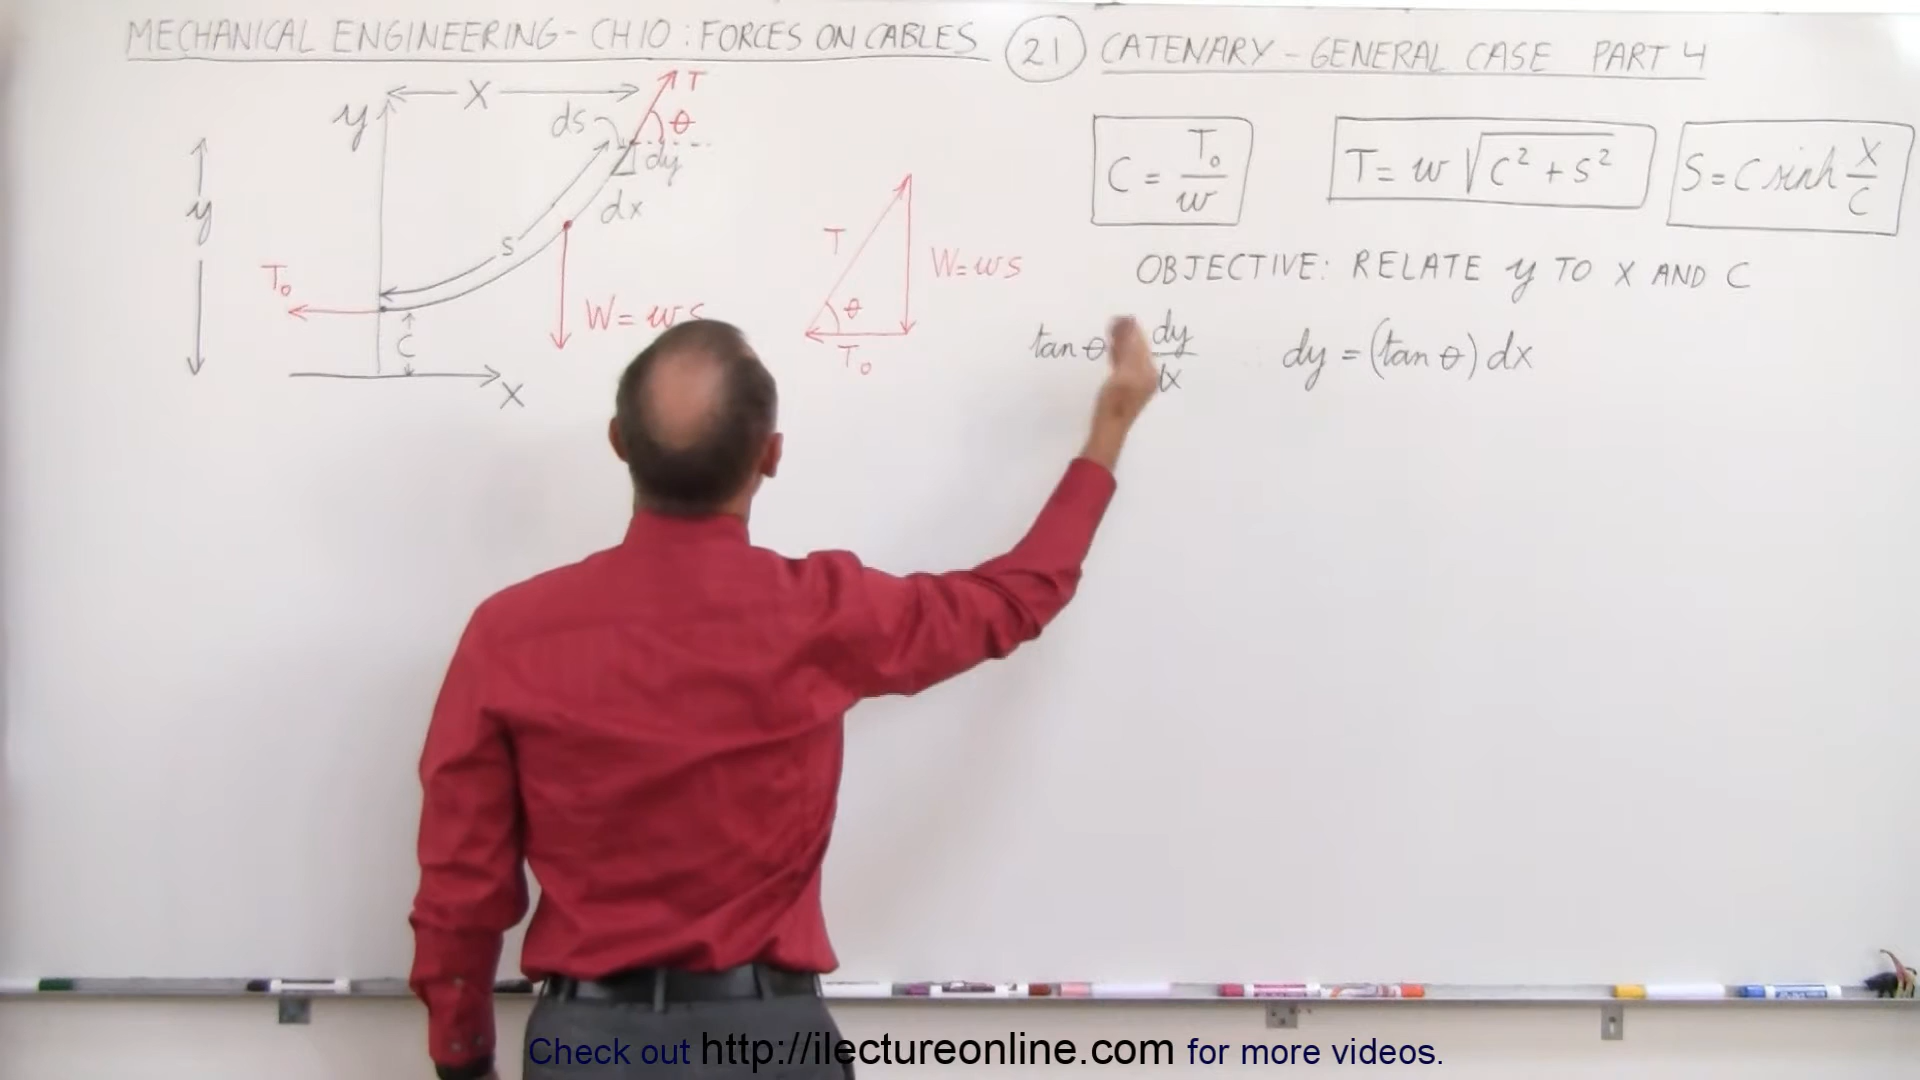 MECHANICAL ENGINEERING - CH 10 : FORCES ON CABLES 21 CATENARY - GENERAL CASE PART 4
y X T
ds θ
dy
dx
y
S
T₀
W = ws
C
X
T
W = ws
θ
T₀
C = T₀/w
T = w√(C² + S²)
S = C sinh X/C
OBJECTIVE: RELATE y TO X AND C
tan θ dy/dx dy = (tan θ) dx
Check out http://ilectureonline.com for more videos.